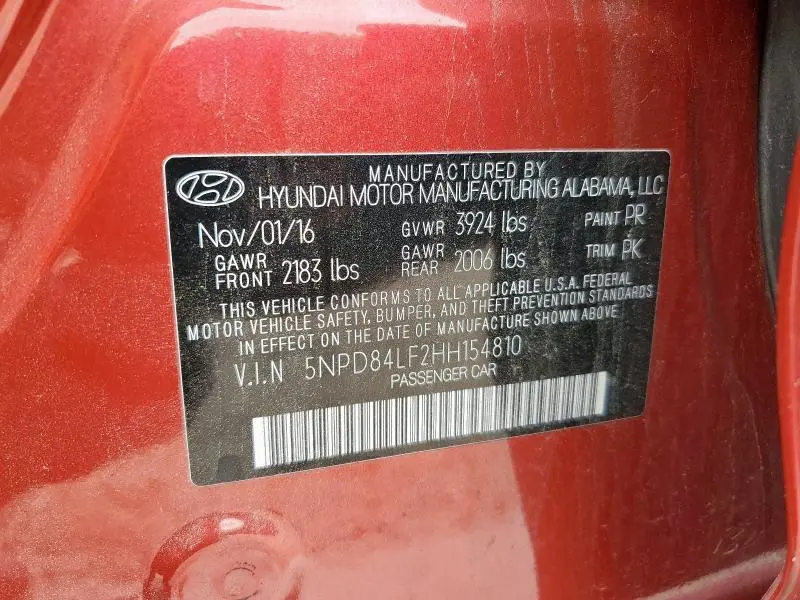 MANUFACTURED BY
HYUNDAI MOTOR MANUFACTURING ALABAMA, LLC
Nov/01/16 GVWR 3924 lbs PAINT PR
GAWR FRONT 2183 lbs GAWR REAR 2006 lbs TRIM PK
THIS VEHICLE CONFORMS TO ALL APPLICABLE U.S.A. FEDERAL
MOTOR VEHICLE SAFETY, BUMPER, AND THEFT PREVENTION STANDARDS
IN EFFECT ON THE DATE OF MANUFACTURE SHOWN ABOVE
V.I.N 5NPD84LF2HH154810
PASSENGER CAR